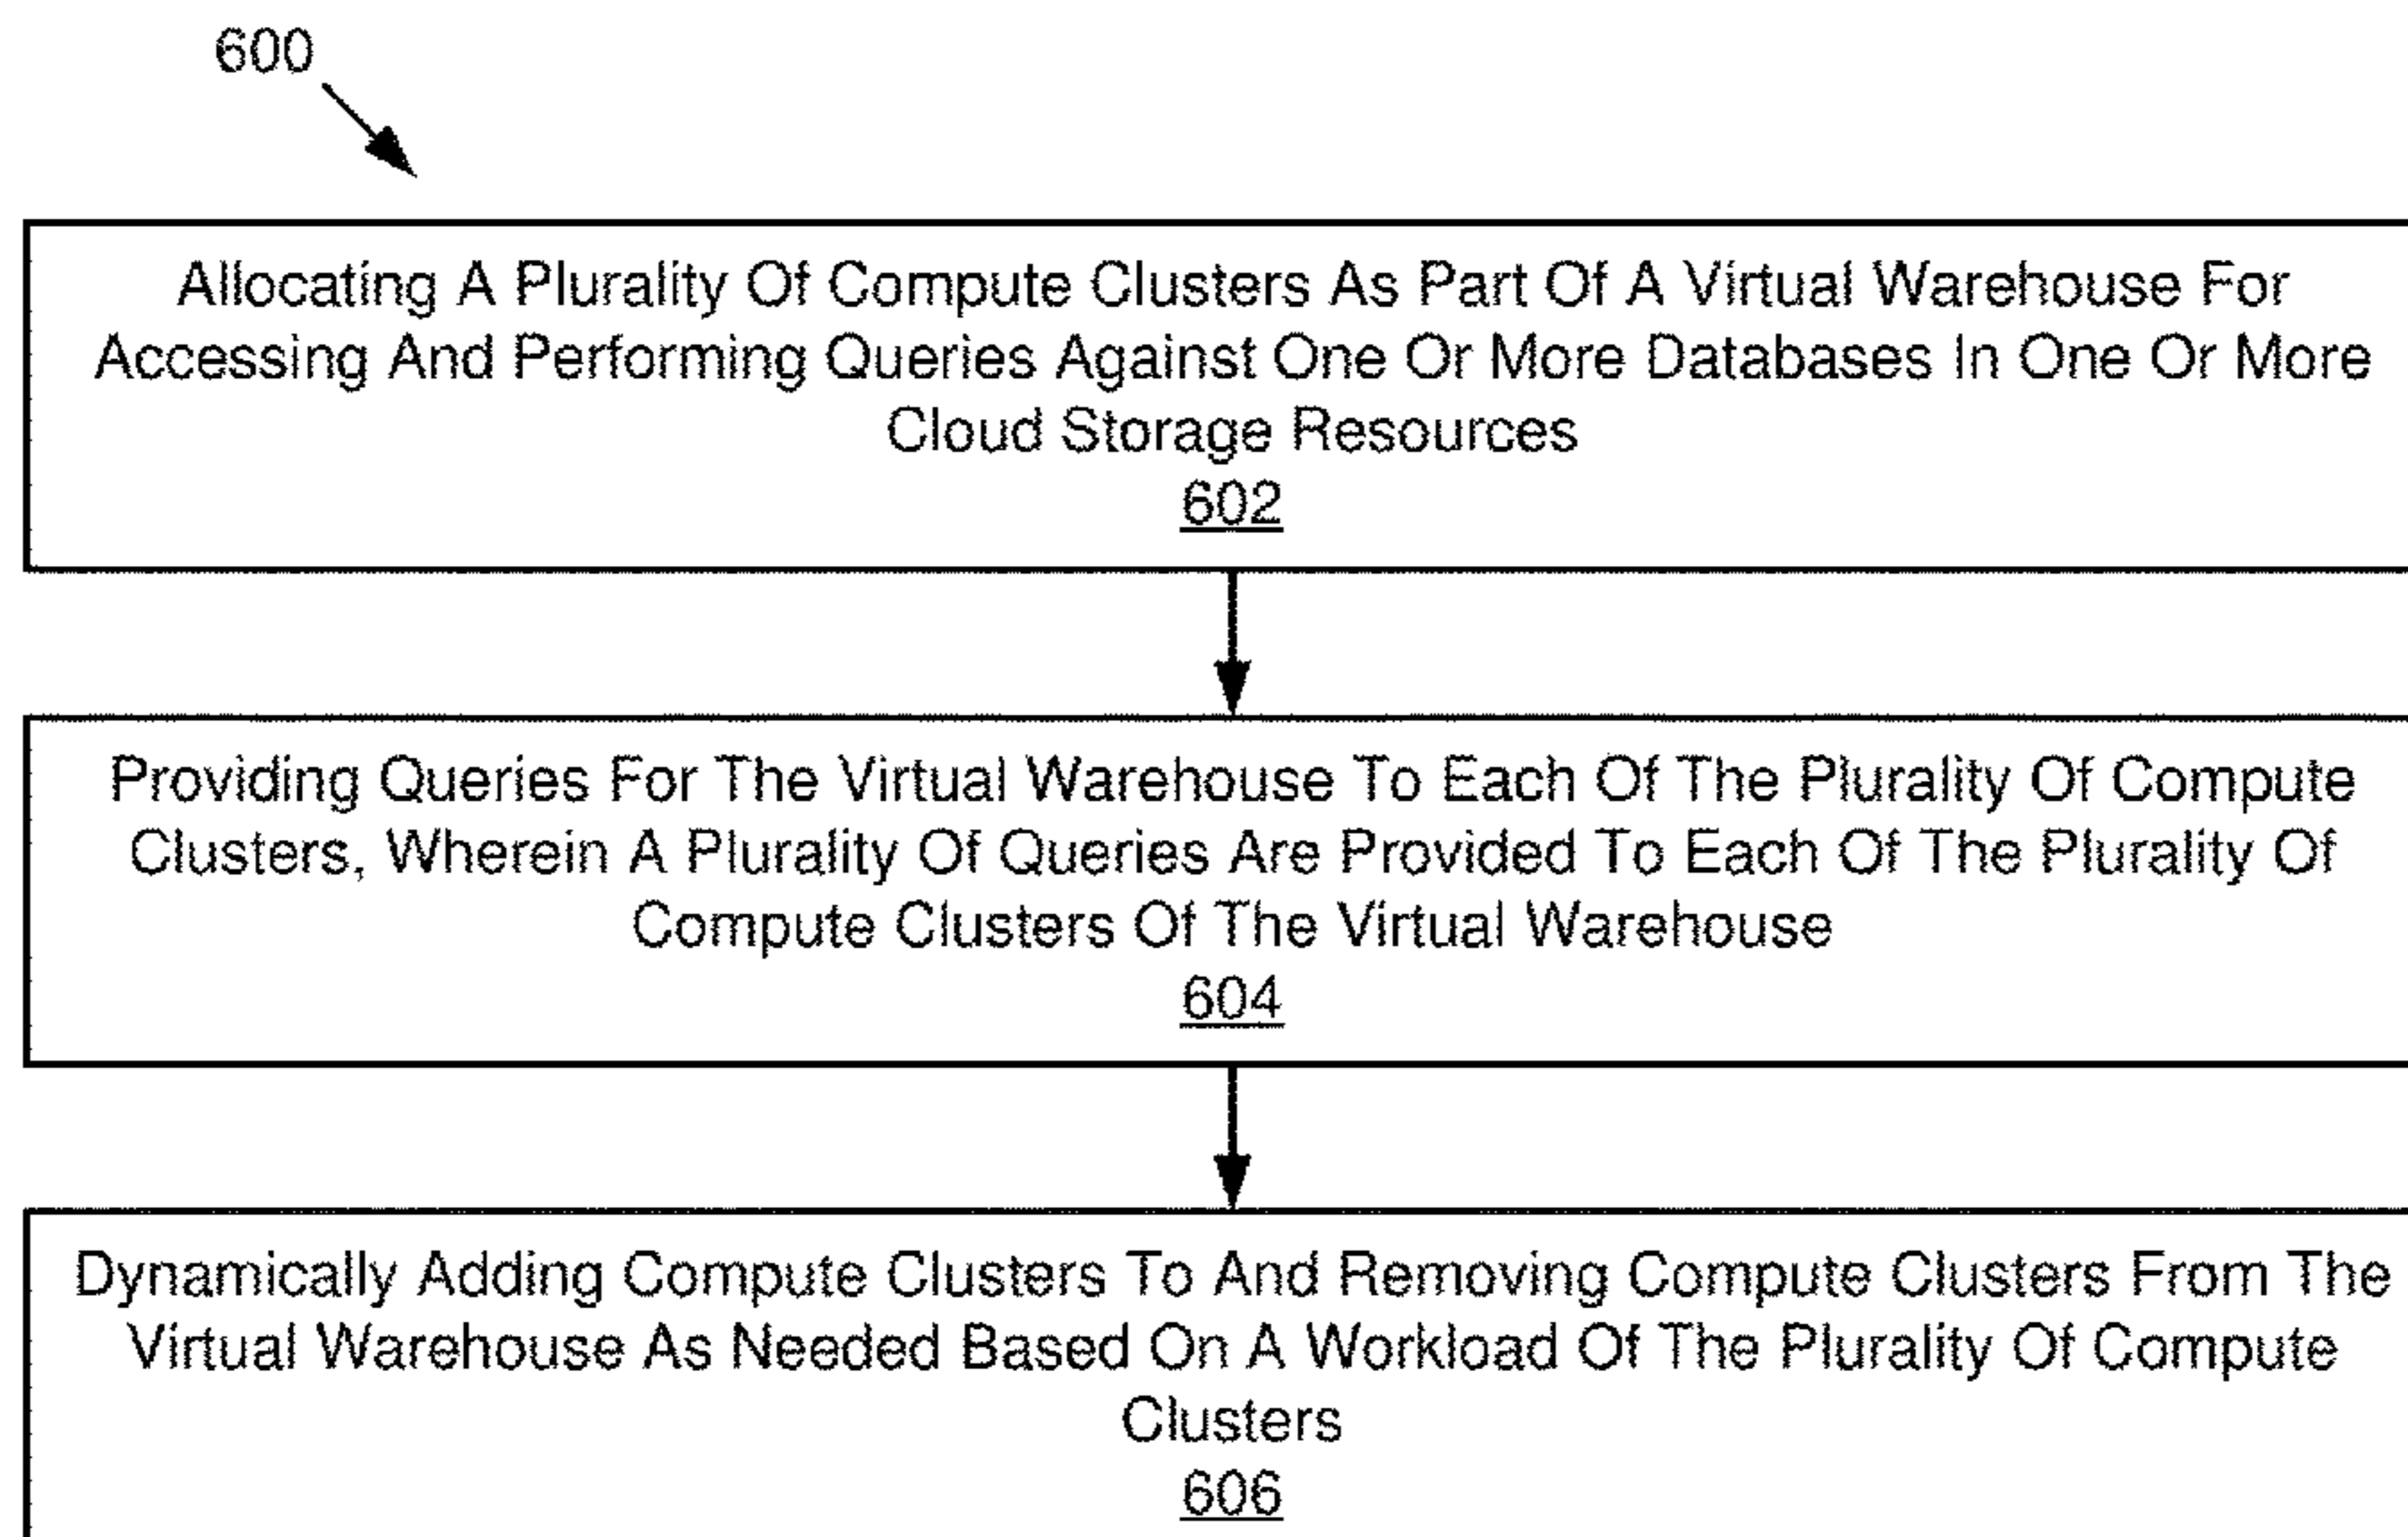 600
Allocating A Plurality Of Compute Clusters As Part Of A Virtual Warehouse For
Accessing And Performing Queries Against One Or More Databases In One Or More
Cloud Storage Resources
602
Providing Queries For The Virtual Warehouse To Each Of The Plurality Of Compute
Clusters, Wherein A Plurality Of Queries Are Provided To Each Of The Plurality Of
Compute Clusters Of The Virtual Warehouse
604
Dynamically Adding Compute Clusters To And Removing Compute Clusters From The
Virtual Warehouse As Needed Based On A Workload Of The Plurality Of Compute
Clusters
606